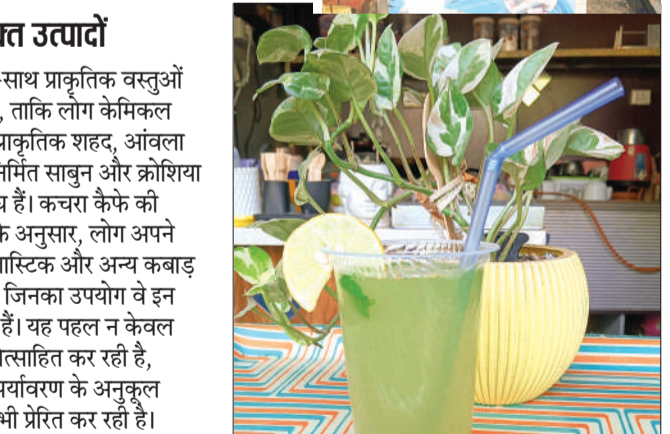 उत्पादों
-साथ प्राकृतिक वस्तुओं
, ताकि लोग केमिकल
प्राकृतिक शहद, आंवला
निर्मित साबुन और क्रोशिया
हैं। कचरा कैफे की
के अनुसार, लोग अपने
और अन्य कबाड़
जिनका उपयोग वे इन
हैं। यह पहल न केवल
कर रही है,
के अनुकूल
भी प्रेरित कर रही है।